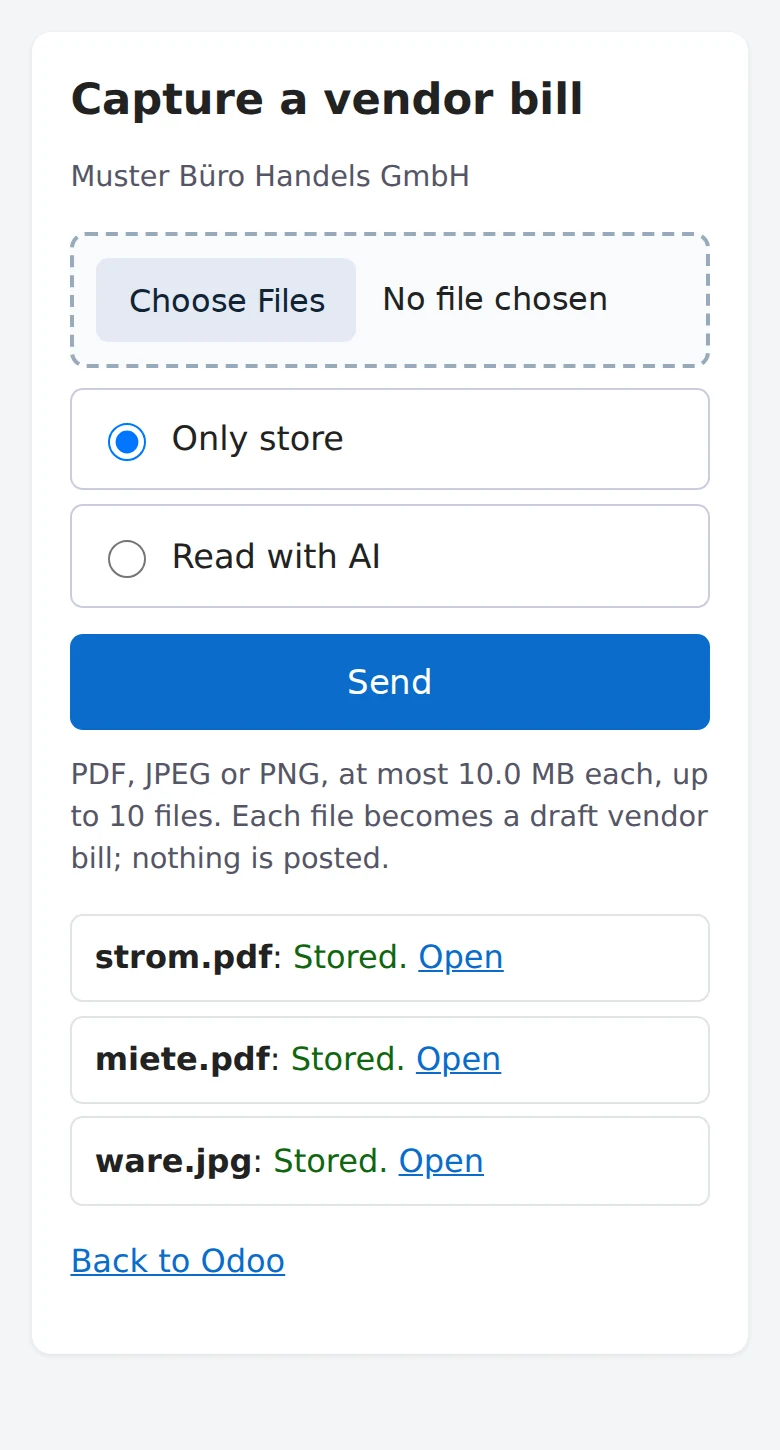 Capture a vendor bill
Muster Büro Handels GmbH
Choose Files No file chosen
Only store
Read with AI
Send
PDF, JPEG or PNG, at most 10.0 MB each, up
to 10 files. Each file becomes a draft vendor
bill; nothing is posted.
strom.pdf: Stored. Open
miete.pdf: Stored. Open
ware.jpg: Stored. Open
Back to Odoo